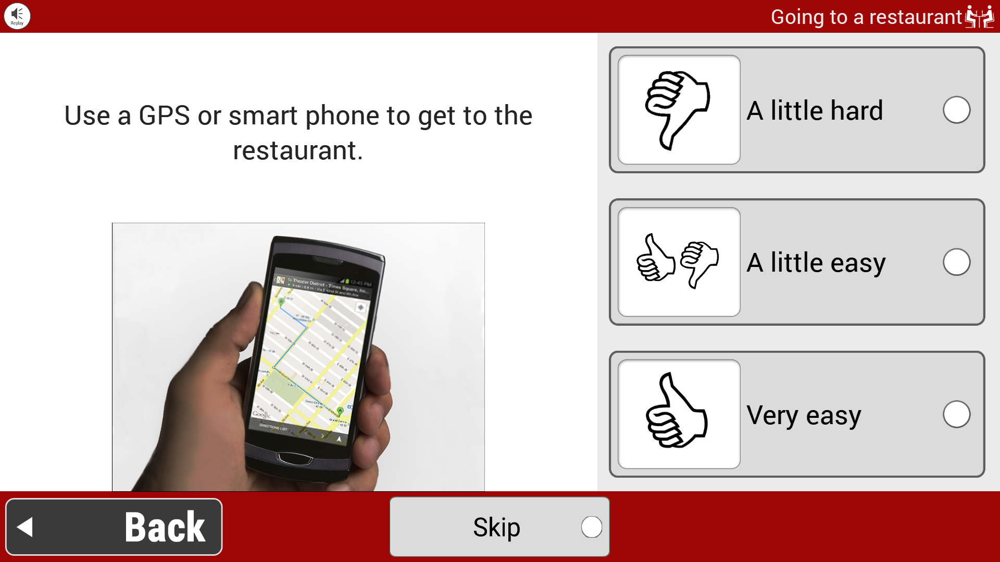 Replay
Going to a restaurant
Use a GPS or smart phone to get to the
restaurant.
12:45 PM
To Theater District - Times Square, Ne...
3 min - 0.8 mi - Via E 42nd St and 6th Ave
Google
DIRECTIONS LIST
A little hard
A little easy
Very easy
Back
Skip